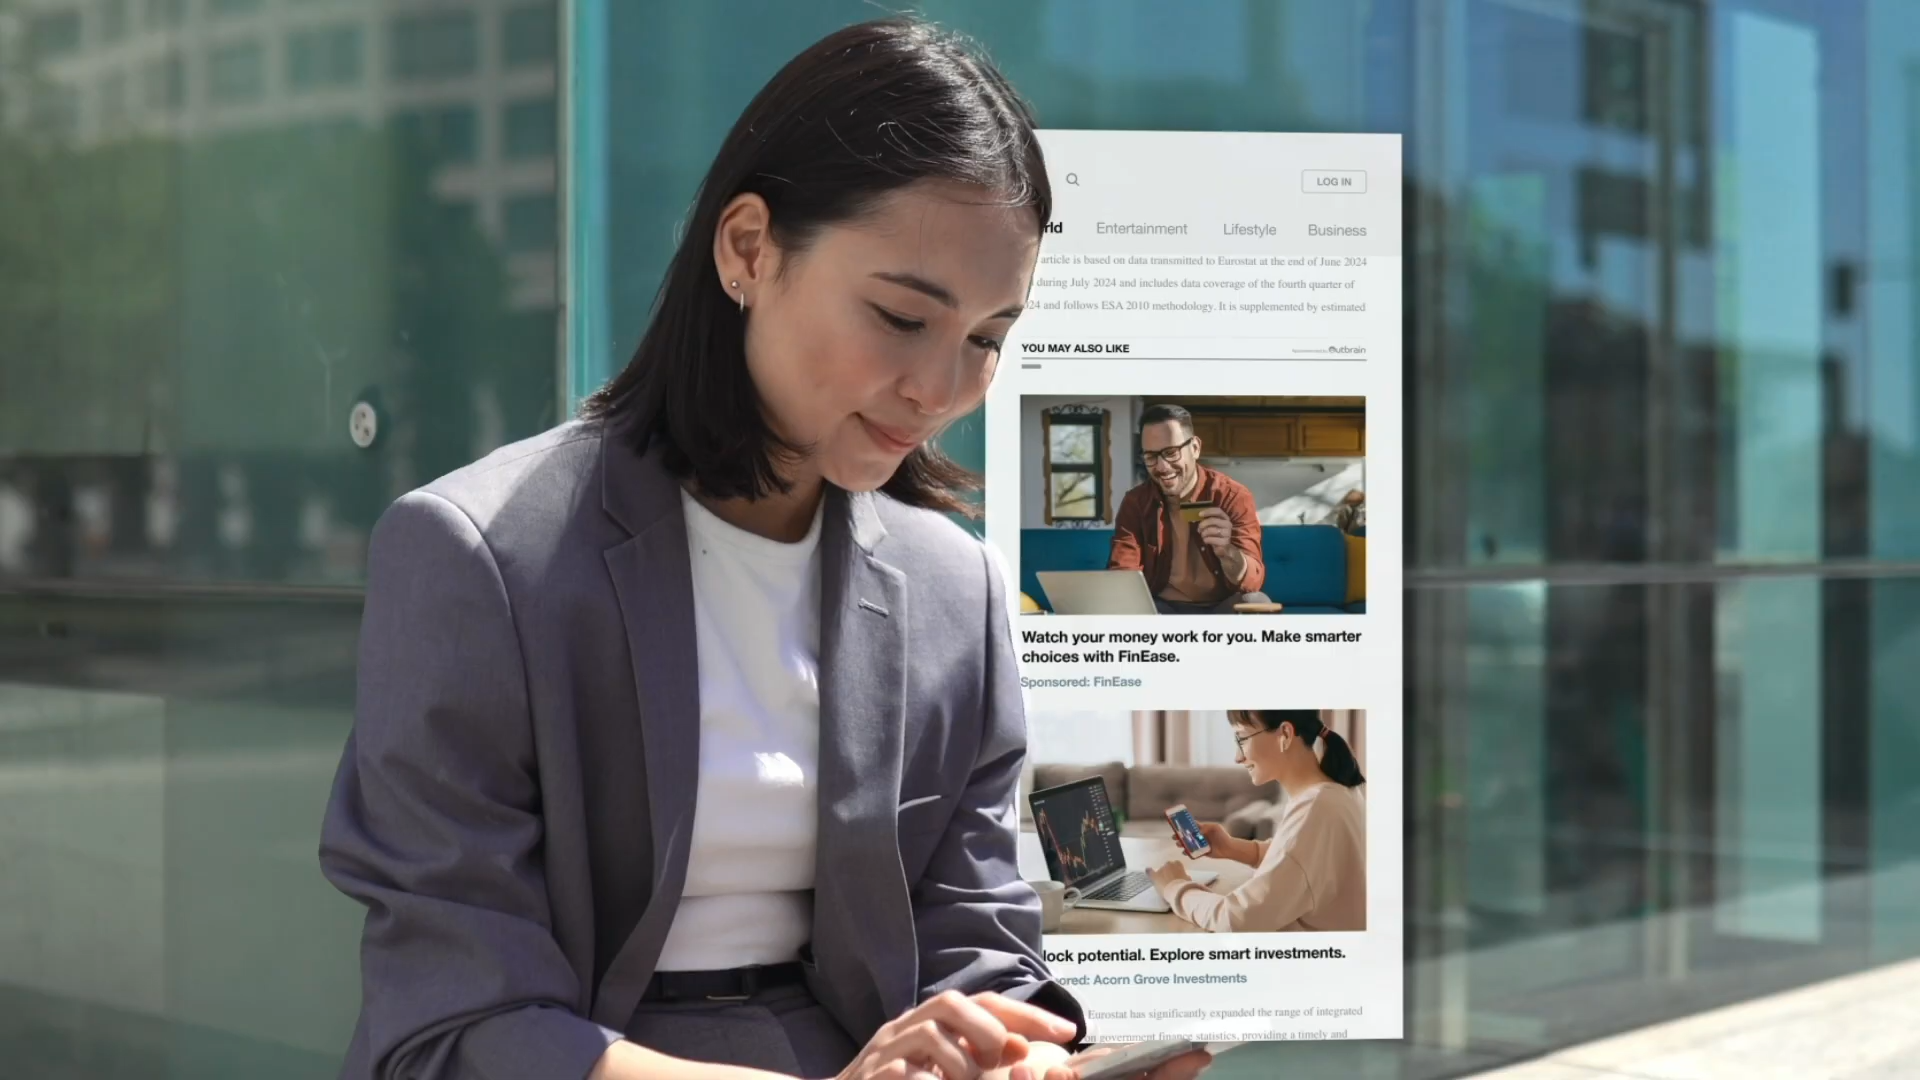 LOG IN
rld Entertainment Lifestyle Business
article is based on data transmitted to Eurostat at the end of June 2024
during July 2024 and includes data coverage of the fourth quarter of
24 and follows ESA 2010 methodology. It is supplemented by estimated
YOU MAY ALSO LIKE
Outbrain
Watch your money work for you. Make smarter
choices with FinEase.
Sponsored: FinEase
lock potential. Explore smart investments.
ored: Acorn Grove Investments
Eurostat has significantly expanded the range of integrated
on government finance statistics, providing a timely and